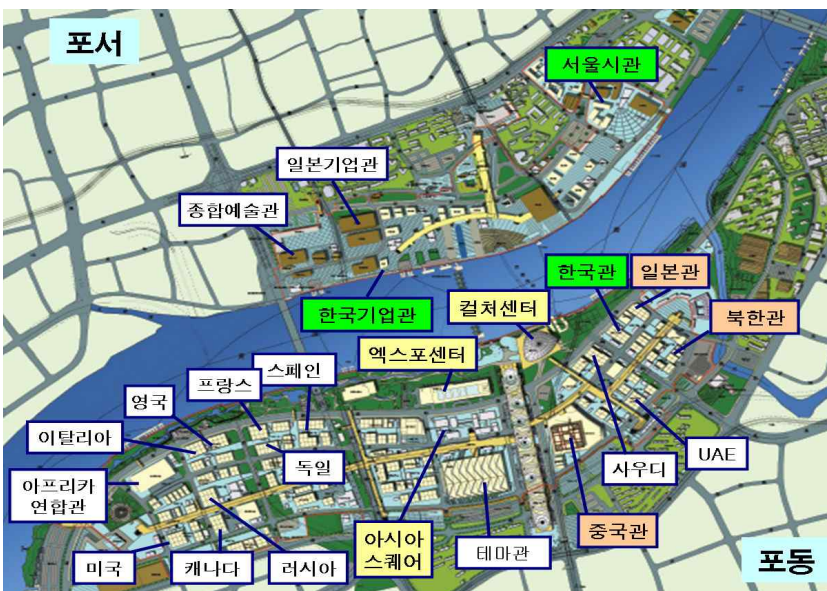 포서
서울시관
일본기업관
종합예술관
한국관
일본관
한국기업관
컬처센터
북한관
엑스포센터
스페인
프랑스
영국
이탈리아
독일
UAE
사우디
아프리카
연합관
중국관
아시아
스퀘어
테마관
미국
캐나다
러시아
포동